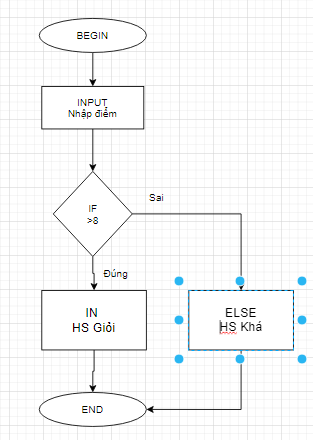 BEGIN
INPUT
Nhập điểm
IF
>8
Sai
Đúng
IN
HS Giỏi
ELSE
HS Khá
END